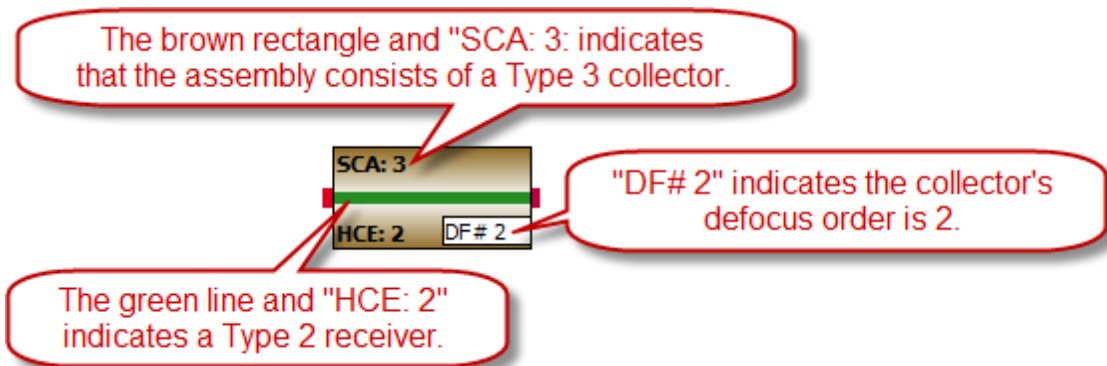 The brown rectangle and "SCA: 3: indicates
that the assembly consists of a Type 3 collector.
SCA: 3
"DF# 2" indicates the collector's
defocus order is 2.
HCE: 2
DF# 2
The green line and "HCE: 2"
indicates a Type 2 receiver.